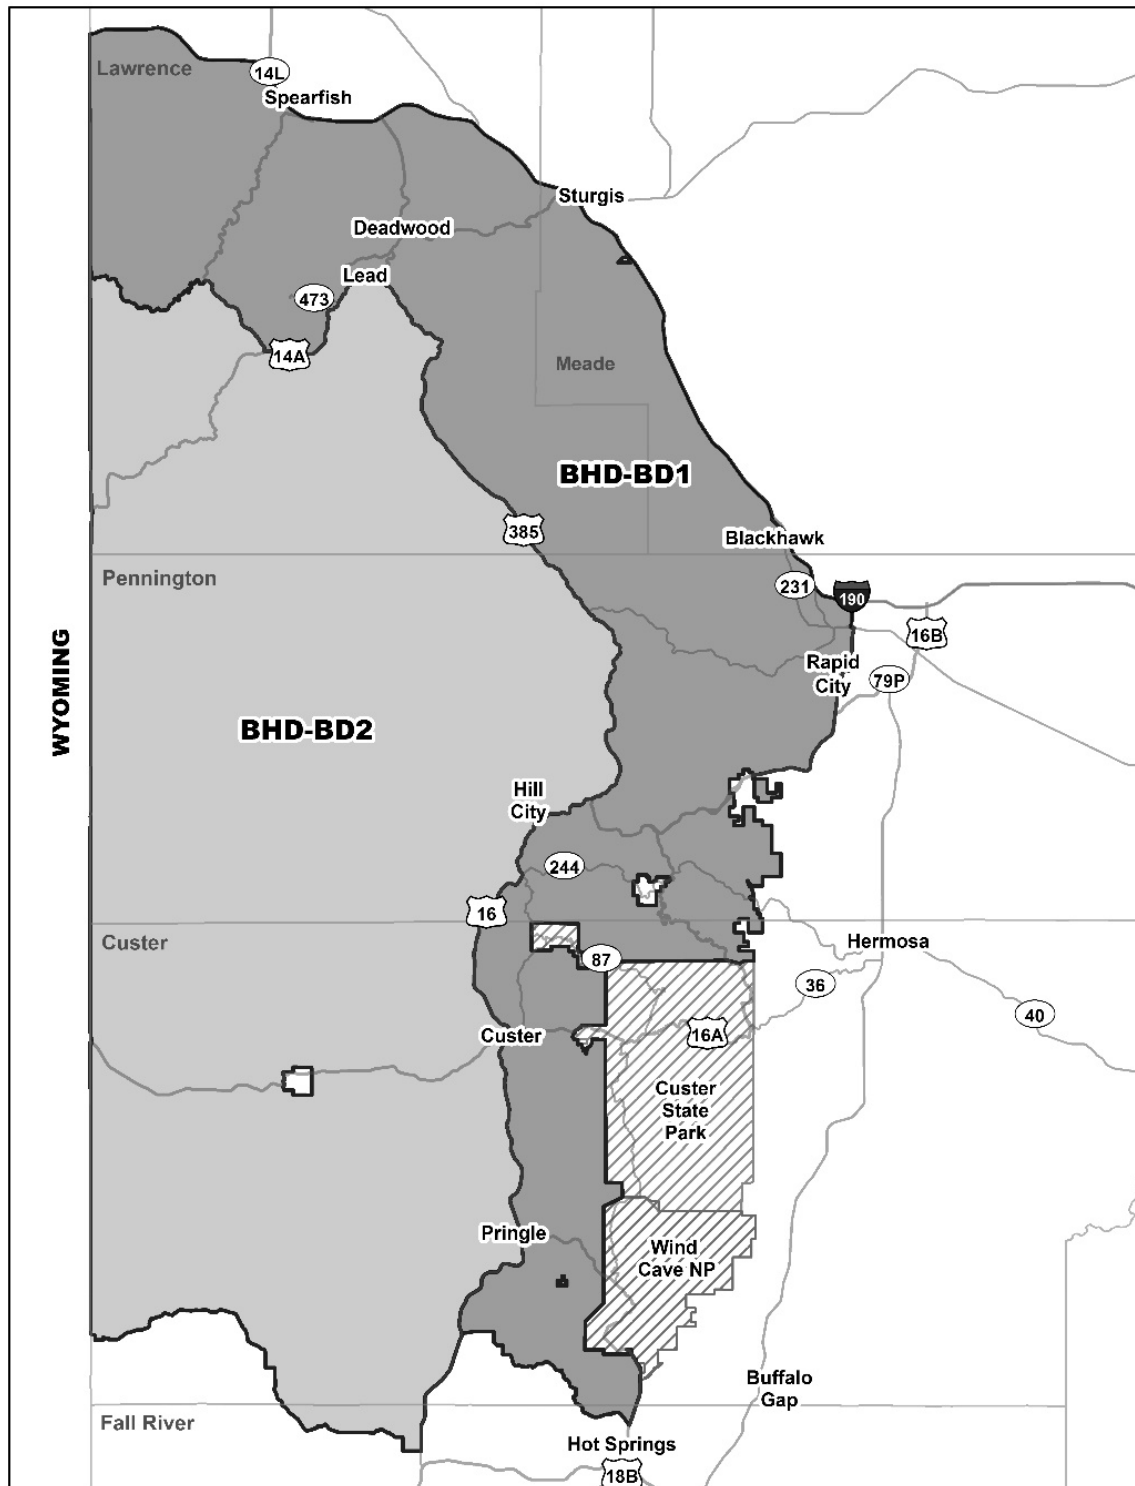 Lawrence
14L
Spearfish
Sturgis
Deadwood
Lead
473
14A
Meade
BHD-BD1
385
Blackhawk
Pennington
231
190
16B
WYOMING
Rapid
City
79P
BHD-BD2
Hill
City
244
16
Custer
87
Hermosa
36
40
Custer
16A
Custer
State
Park
Pringle
Wind
Cave NP
Buffalo
Gap
Fall River
Hot Springs
18B